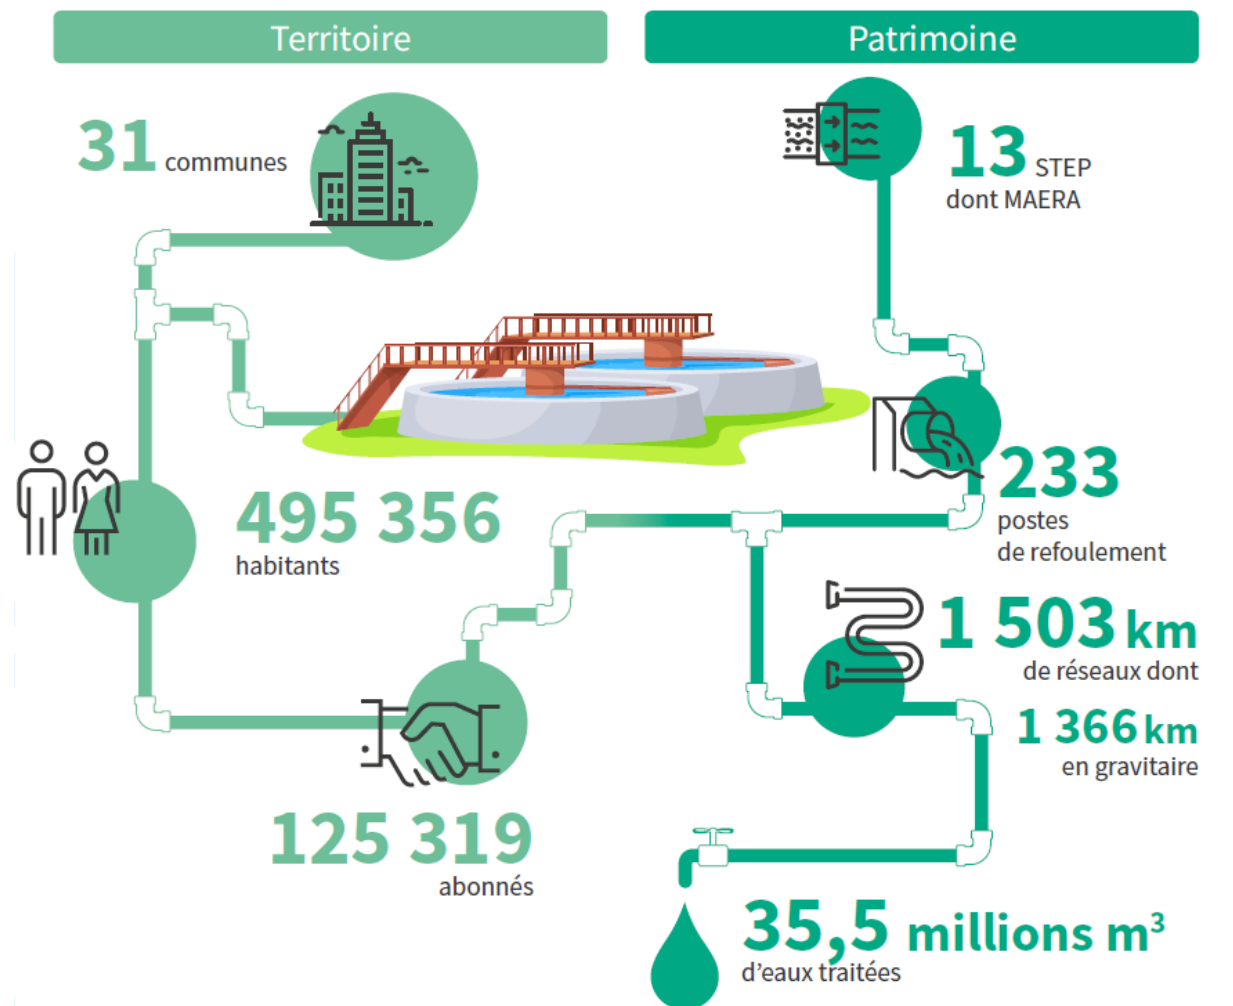 Territoire
31 communes
495 356
habitants
125 319
abonnés
Patrimoine
13 STEP
dont MAERA
233
postes
de refoulement
1 503 km
de réseaux dont
1 366 km
en gravitaire
35,5 millions m³
d’eaux traitées